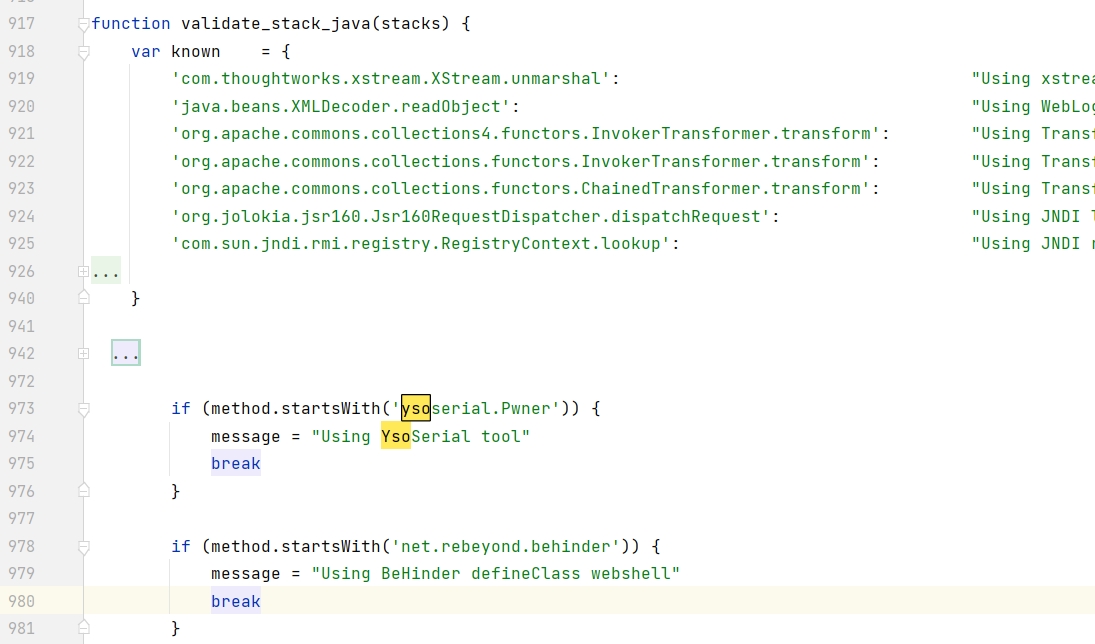 917 function validate_stack_java(stacks) {
918 var known    = {
919 'com.thoughtworks.xstream.XStream.unmarshal': "Using xstrea
920 'java.beans.XMLDecoder.readObject': "Using WebLog
921 'org.apache.commons.collections4.functors.InvokerTransformer.transform': "Using Transf
922 'org.apache.commons.collections.functors.InvokerTransformer.transform': "Using Transf
923 'org.apache.commons.collections.functors.ChainedTransformer.transform': "Using Transf
924 'org.jolokia.jsr160.Jsr160RequestDispatcher.dispatchRequest': "Using JNDI
925 'com.sun.jndi.rmi.registry.RegistryContext.lookup': "Using JNDI r
926 ...
940 }
941
942 ...
972
973 if (method.startsWith('ysoserial.Pwner')) {
974 message = "Using YsoSerial tool"
975 break
976 }
977
978 if (method.startsWith('net.rebeyond.behinder')) {
979 message = "Using BeHinder defineClass webshell"
980 break
981 }